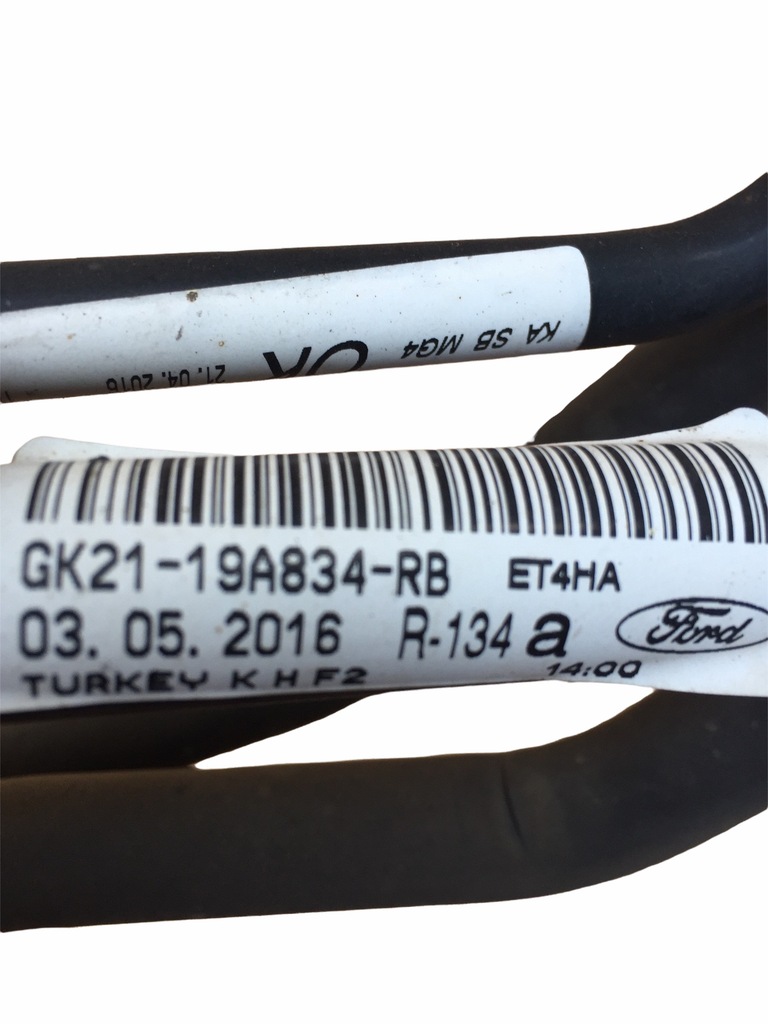 KA SB MG4
21.04.2016
GK21-19A834-RB ET4HA
03. 05. 2016 R-134 a Ford
TURKEY K H F2 14:00